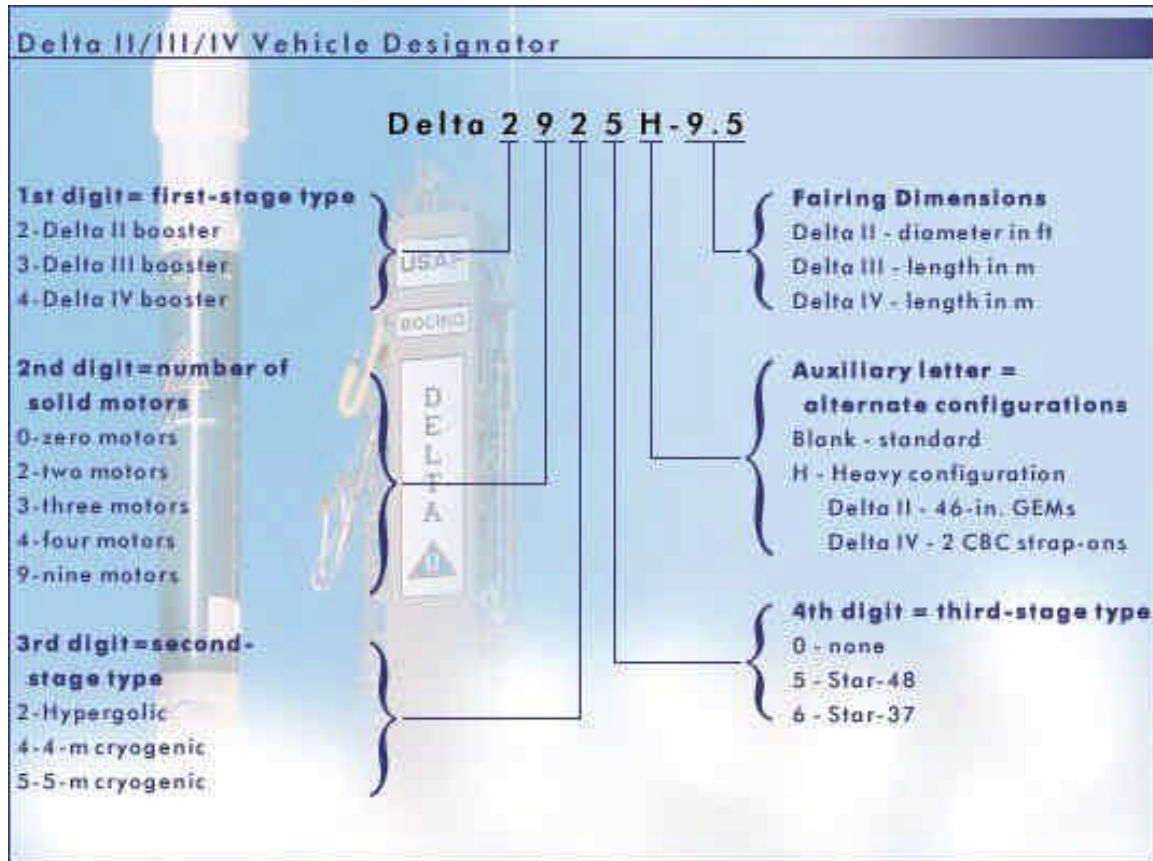 Delta II/III/IV Vehicle Designator
Delta 2 9 2 5 H-9.5
1st digit= first-stage type
2-Delta II booster
3-Delta III booster
4-Delta IV booster
2nd digit=number of
solid motors
0-zero motors
2-two motors
3-three motors
4-four motors
9-nine motors
3rd digit=second-
stage type
2-Hypergolic
4-4-m cryogenic
5-5-m cryogenic
Fairing Dimensions
Delta II - diameter in ft
Delta III - length in m
Delta IV - length in m
Auxiliary letter =
alternate configurations
Blank - standard
H - Heavy configuration
Delta II - 46-in. GEMs
Delta IV - 2 CBC strap-ons
4th digit = third-stage type
0 - none
5 - Star-48
6 - Star-37
USAF
BOEING
DELTA
II